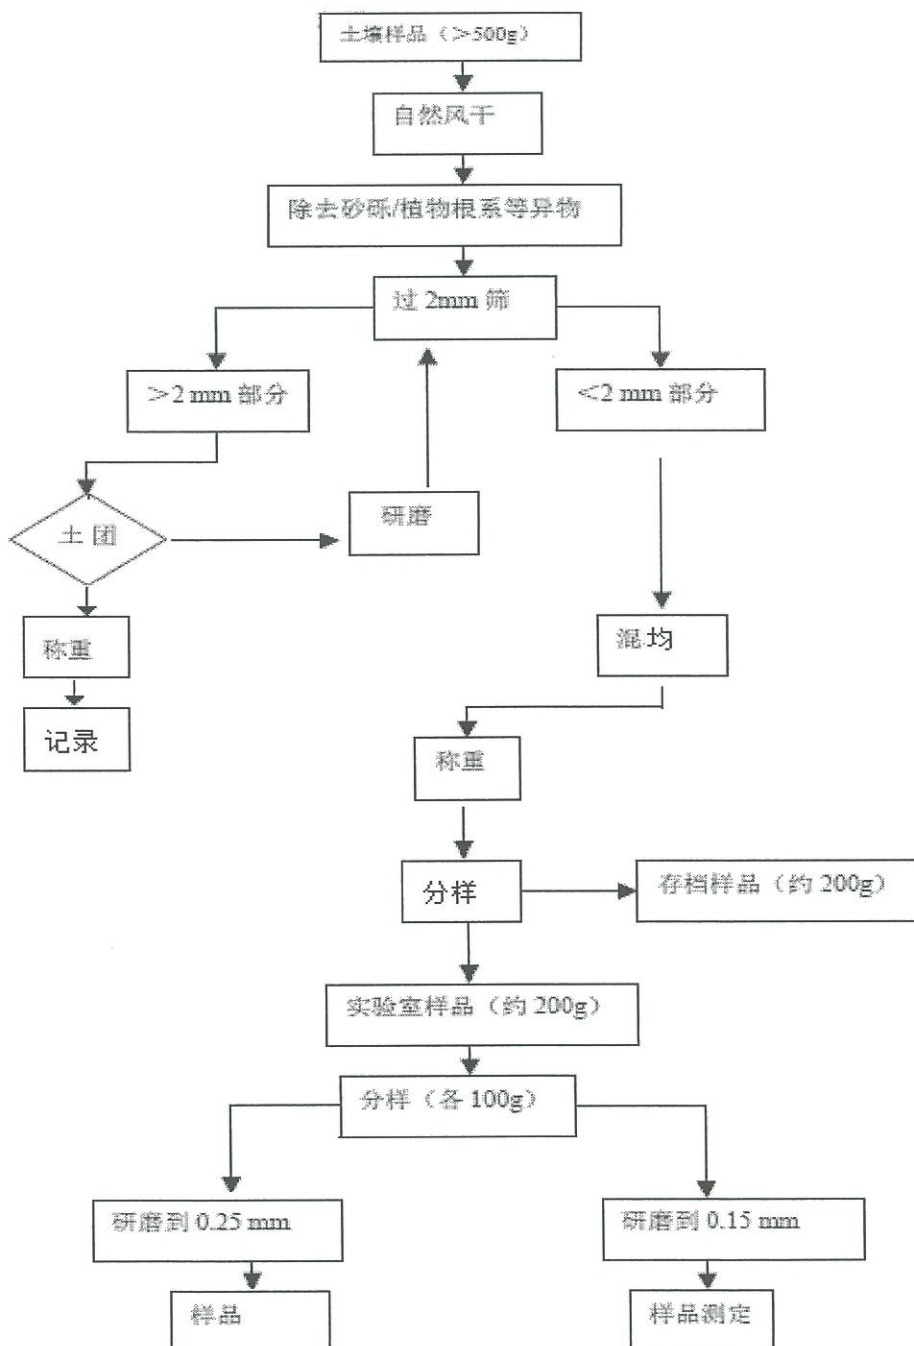 土壤样品（＞500g）
自然风干
除去砂砾/植物根系等异物
过 2mm 筛
＞2 mm 部分
＜2 mm 部分
研磨
土 团
称重
混均
记录
称重
分样
存档样品（约 200g）
实验室样品（约 200g）
分样（各 100g）
研磨到 0.25 mm
研磨到 0.15 mm
样品
样品测定